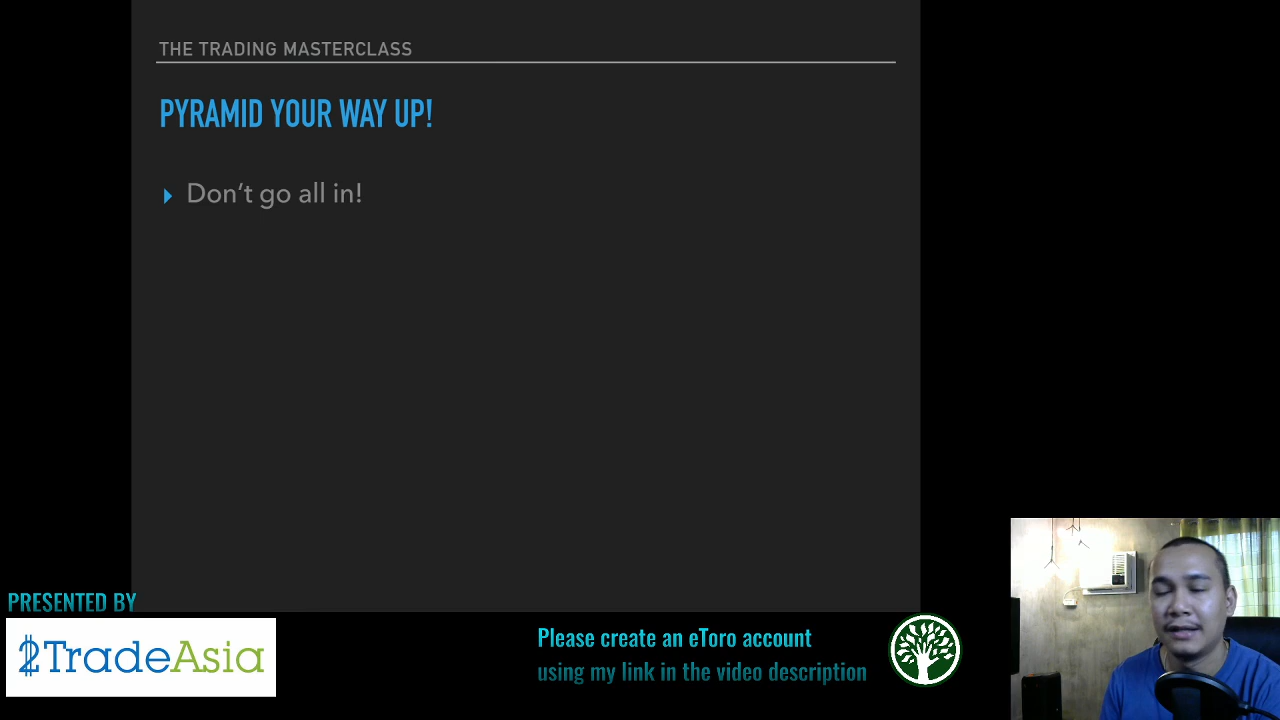 THE TRADING MASTERCLASS
PYRAMID YOUR WAY UP!
Don't go all in!
PRESENTED BY
2TradeAsia
Please create an eToro account
using my link in the video description